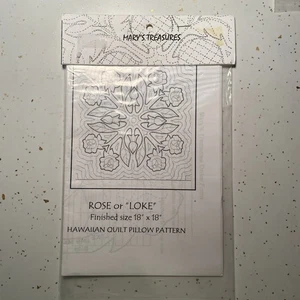 MARY'S TREASURES
ROSE or "LOKE"
Finished size 18" x 18"
HAWAIIAN QUILT PILLOW PATTERN